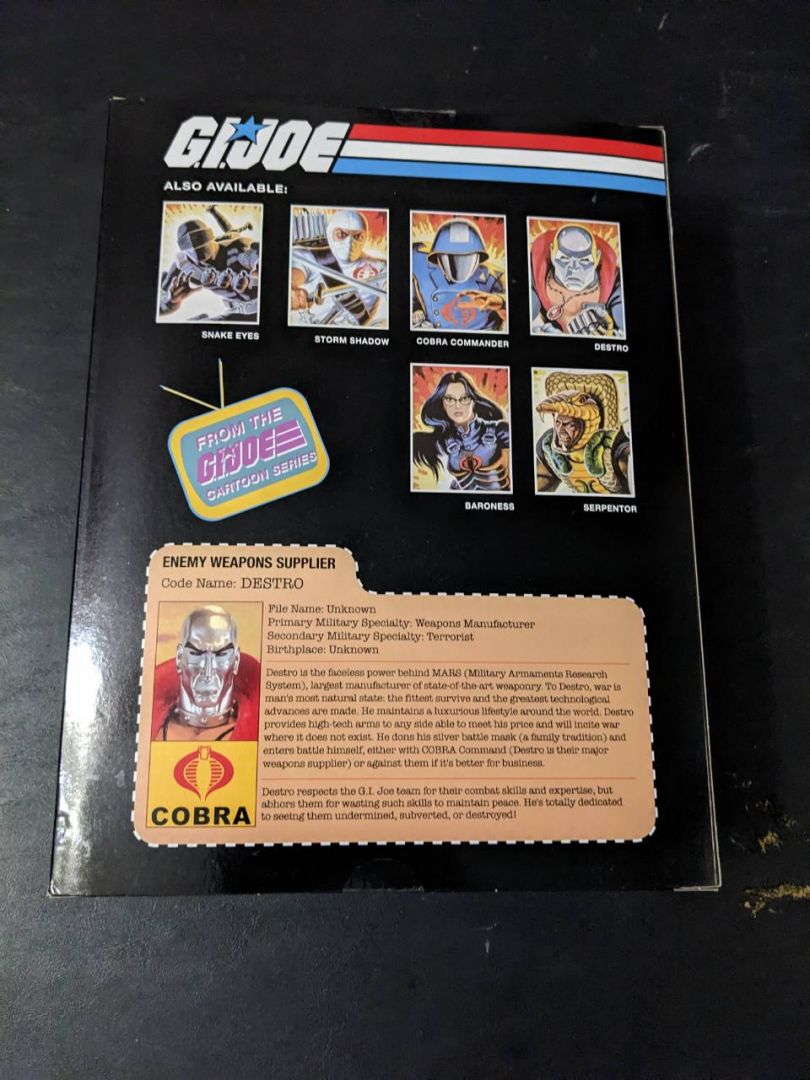 G.I.JOE
ALSO AVAILABLE:
SNAKE EYES
STORM SHADOW
COBRA COMMANDER
DESTRO
FROM THE
G.I.JOE
CARTOON SERIES
BARONESS
SERPENTOR
ENEMY WEAPONS SUPPLIER
Code Name: DESTRO
File Name: Unknown
Primary Military Specialty: Weapons Manufacturer
Secondary Military Specialty: Terrorist
Birthplace: Unknown
Destro is the faceless power behind MARS (Military Armaments Research
System), largest manufacturer of state-of-the-art weaponry. To Destro, war is
man's most natural state: the fittest survive and the greatest technological
advances are made. He maintains a luxurious lifestyle around the world. Destro
provides high-tech arms to any side able to meet his price and will incite war
where it does not exist. He dons his silver battle mask (a family tradition) and
enters battle himself, either with COBRA Command (Destro is their major
weapons supplier) or against them if it's better for business.
Destro respects the G.I. Joe team for their combat skills and expertise, but
abhors them for wasting such skills to maintain peace. He's totally dedicated
to seeing them undermined, subverted, or destroyed!
COBRA